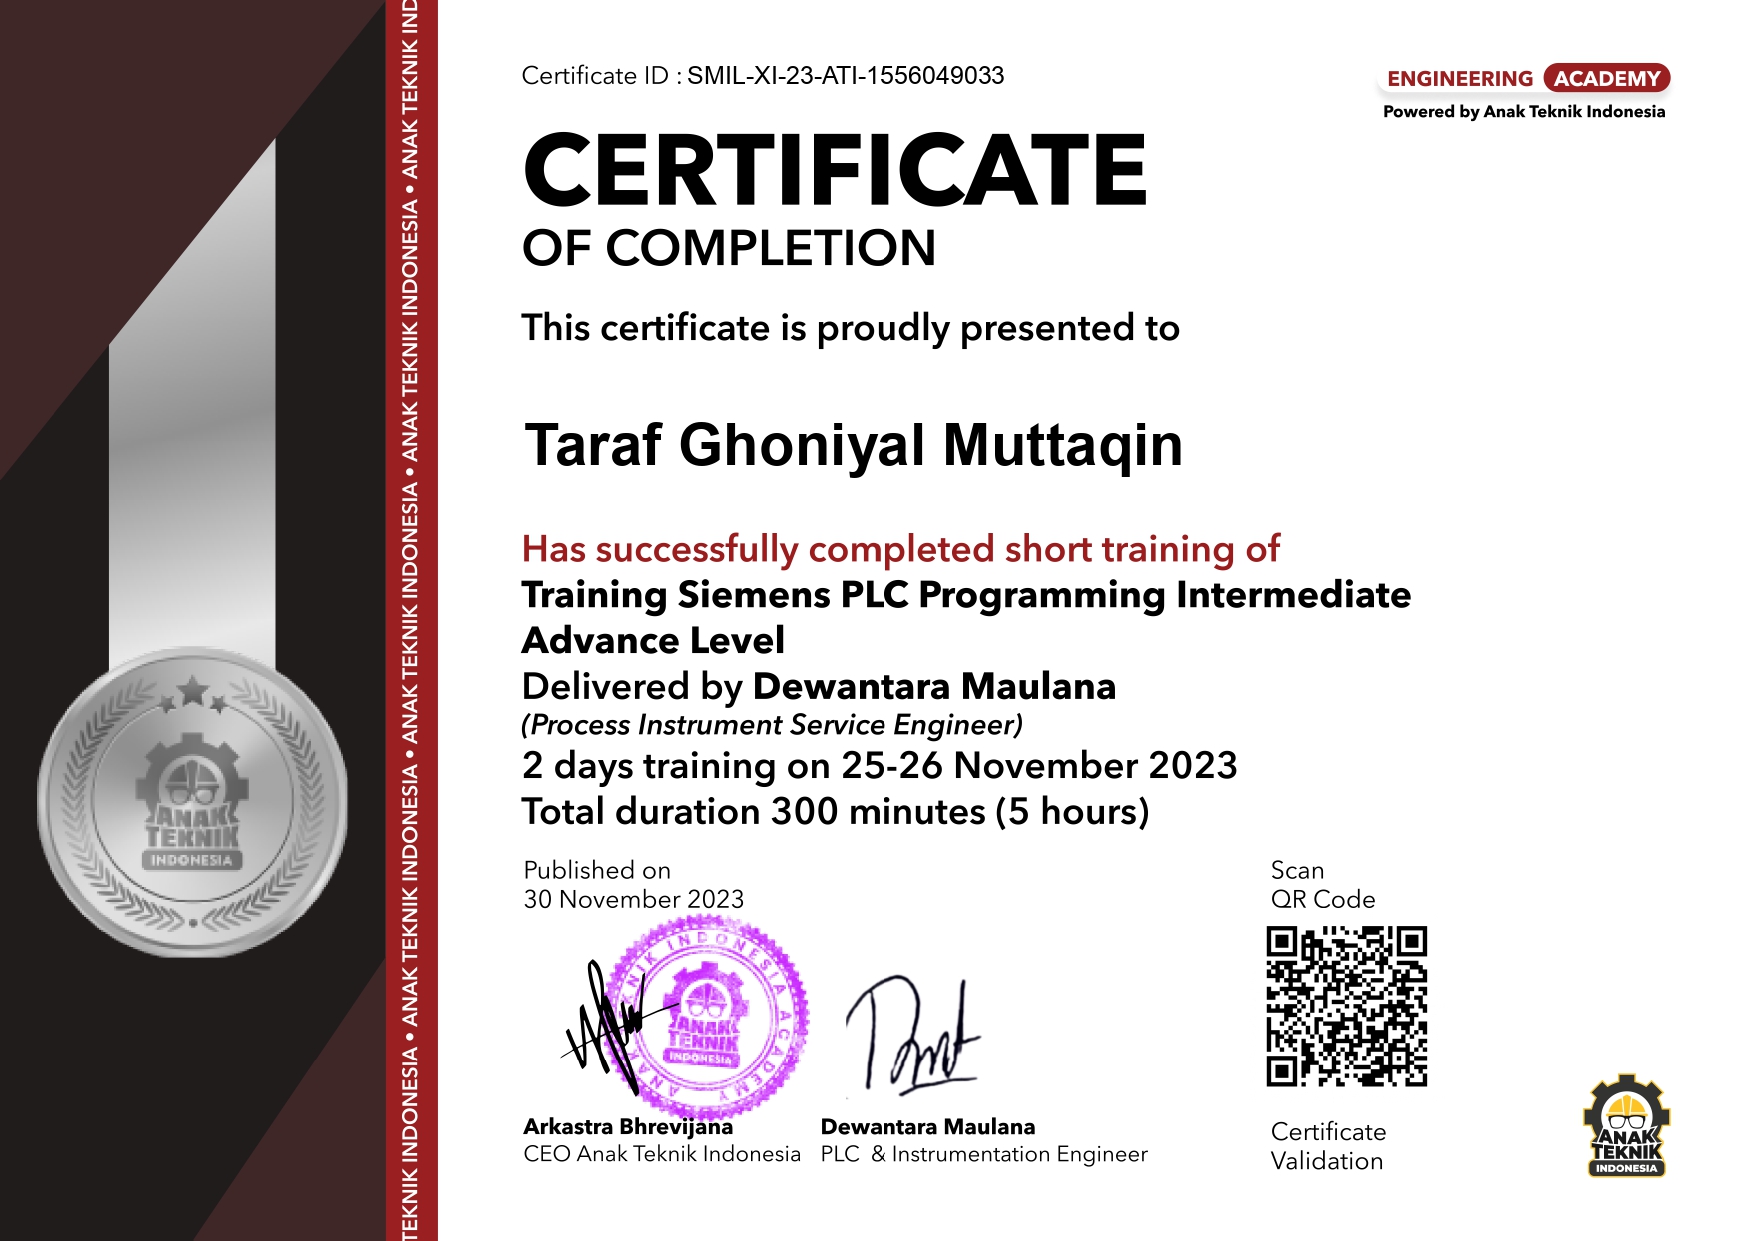 Certificate ID : SMIL-XI-23-ATI-1556049033
ENGINEERING ACADEMY
Powered by Anak Teknik Indonesia
CERTIFICATE
OF COMPLETION
This certificate is proudly presented to
Taraf Ghoniyal Muttaqin
Has successfully completed short training of
Training Siemens PLC Programming Intermediate
Advance Level
Delivered by Dewantara Maulana
(Process Instrument Service Engineer)
2 days training on 25-26 November 2023
Total duration 300 minutes (5 hours)
Published on
30 November 2023
Scan
QR Code
ANAK TEKNIK INDONESIA ACADEMY
ANAK
TEKNIK
INDONESIA
Arkastra Bhrevijana
CEO Anak Teknik Indonesia
Dewantara Maulana
PLC & Instrumentation Engineer
Certificate
Validation
ANAK
TEKNIK
INDONESIA
ANAK
TEKNIK
INDONESIA
TEKNIK INDONESIA • ANAK TEKNIK INDONESIA • ANAK TEKNIK INDONESIA • ANAK TEKNIK INDONESIA • ANAK TEKNIK IND